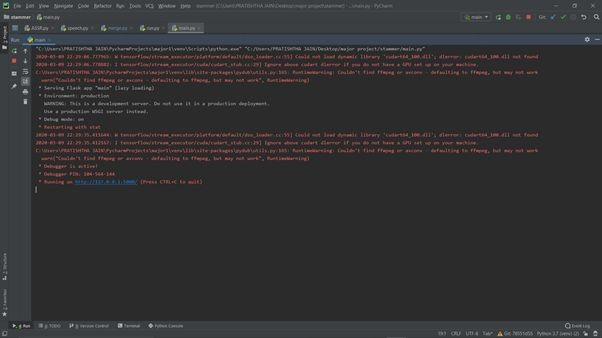 File Edit View Navigate Code Refactor Run Tools VCS Window Help stammer [C:\Users\PRATISHTHA JAIN\Desktop\major project\stammer] - ...\main.py - PyCharm
stammer main.py main Git:
ASSR.py speech.py merger.py main.py
Run: main
"C:\Users\PRATISHTHA JAIN\PycharmProjects\major1\venv\Scripts\python.exe" "C:/Users/PRATISHTHA JAIN/Desktop/major project/stammer/main.py"
2020-03-09 22:29:06.777965: W tensorflow/stream_executor/platform/default/dso_loader.cc:55] Could not load dynamic library 'cudart64_100.dll'; dlerror: cudart64_100.dll not found
2020-03-09 22:29:06.778882: I tensorflow/stream_executor/cuda/cudart_stub.cc:29] Ignore above cudart dlerror if you do not have a GPU set up on your machine.
C:\Users\PRATISHTHA JAIN\PycharmProjects\major1\venv\lib\site-packages\pydub\utils.py:165: RuntimeWarning: Couldn't find ffmpeg or avconv - defaulting to ffmpeg, but may not work
warn("Couldn't find ffmpeg or avconv - defaulting to ffmpeg, but may not work", RuntimeWarning)
* Serving Flask app "main" (lazy loading)
* Environment: production
WARNING: This is a development server. Do not use it in a production deployment.
Use a production WSGI server instead.
* Debug mode: on
* Restarting with stat
2020-03-09 22:29:35.411644: W tensorflow/stream_executor/platform/default/dso_loader.cc:55] Could not load dynamic library 'cudart64_100.dll'; dlerror: cudart64_100.dll not found
2020-03-09 22:29:35.412557: I tensorflow/stream_executor/cuda/cudart_stub.cc:29] Ignore above cudart dlerror if you do not have a GPU set up on your machine.
C:\Users\PRATISHTHA JAIN\PycharmProjects\major1\venv\lib\site-packages\pydub\utils.py:165: RuntimeWarning: Couldn't find ffmpeg or avconv - defaulting to ffmpeg, but may not work
warn("Couldn't find ffmpeg or avconv - defaulting to ffmpeg, but may not work", RuntimeWarning)
* Debugger is active!
* Debugger PIN: 104-564-144
* Running on http://127.0.0.1:5000/ (Press CTRL+C to quit)
1: Project
7: Structure
2: Favorites
4: Run 6: TODO 9: Version Control Terminal Python Console Event Log
19:1 CRLF UTF-8 Tab* Git: 78551d55 Python 3.7 (venv) (2)